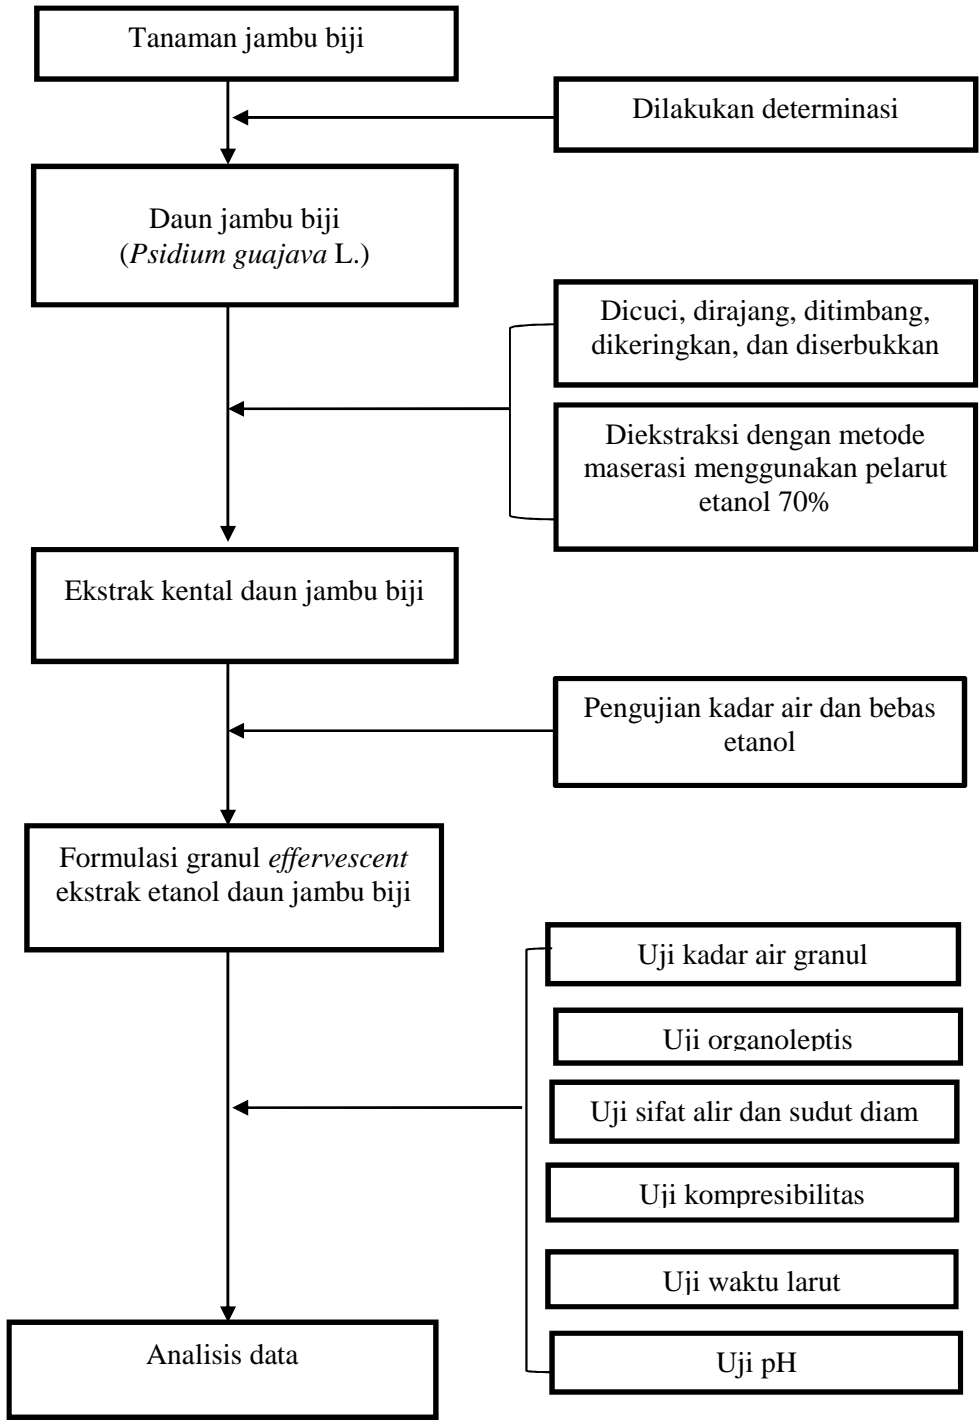 Tanaman jambu biji
Dilakukan determinasi
Daun jambu biji
(Psidium guajava L.)
Dicuci, dirajang, ditimbang,
dikeringkan, dan diserbukkan
Diekstraksi dengan metode
maserasi menggunakan pelarut
etanol 70%
Ekstrak kental daun jambu biji
Pengujian kadar air dan bebas
etanol
Formulasi granul effervescent
ekstrak etanol daun jambu biji
Uji kadar air granul
Uji organoleptis
Uji sifat alir dan sudut diam
Uji kompresibilitas
Uji waktu larut
Uji pH
Analisis data